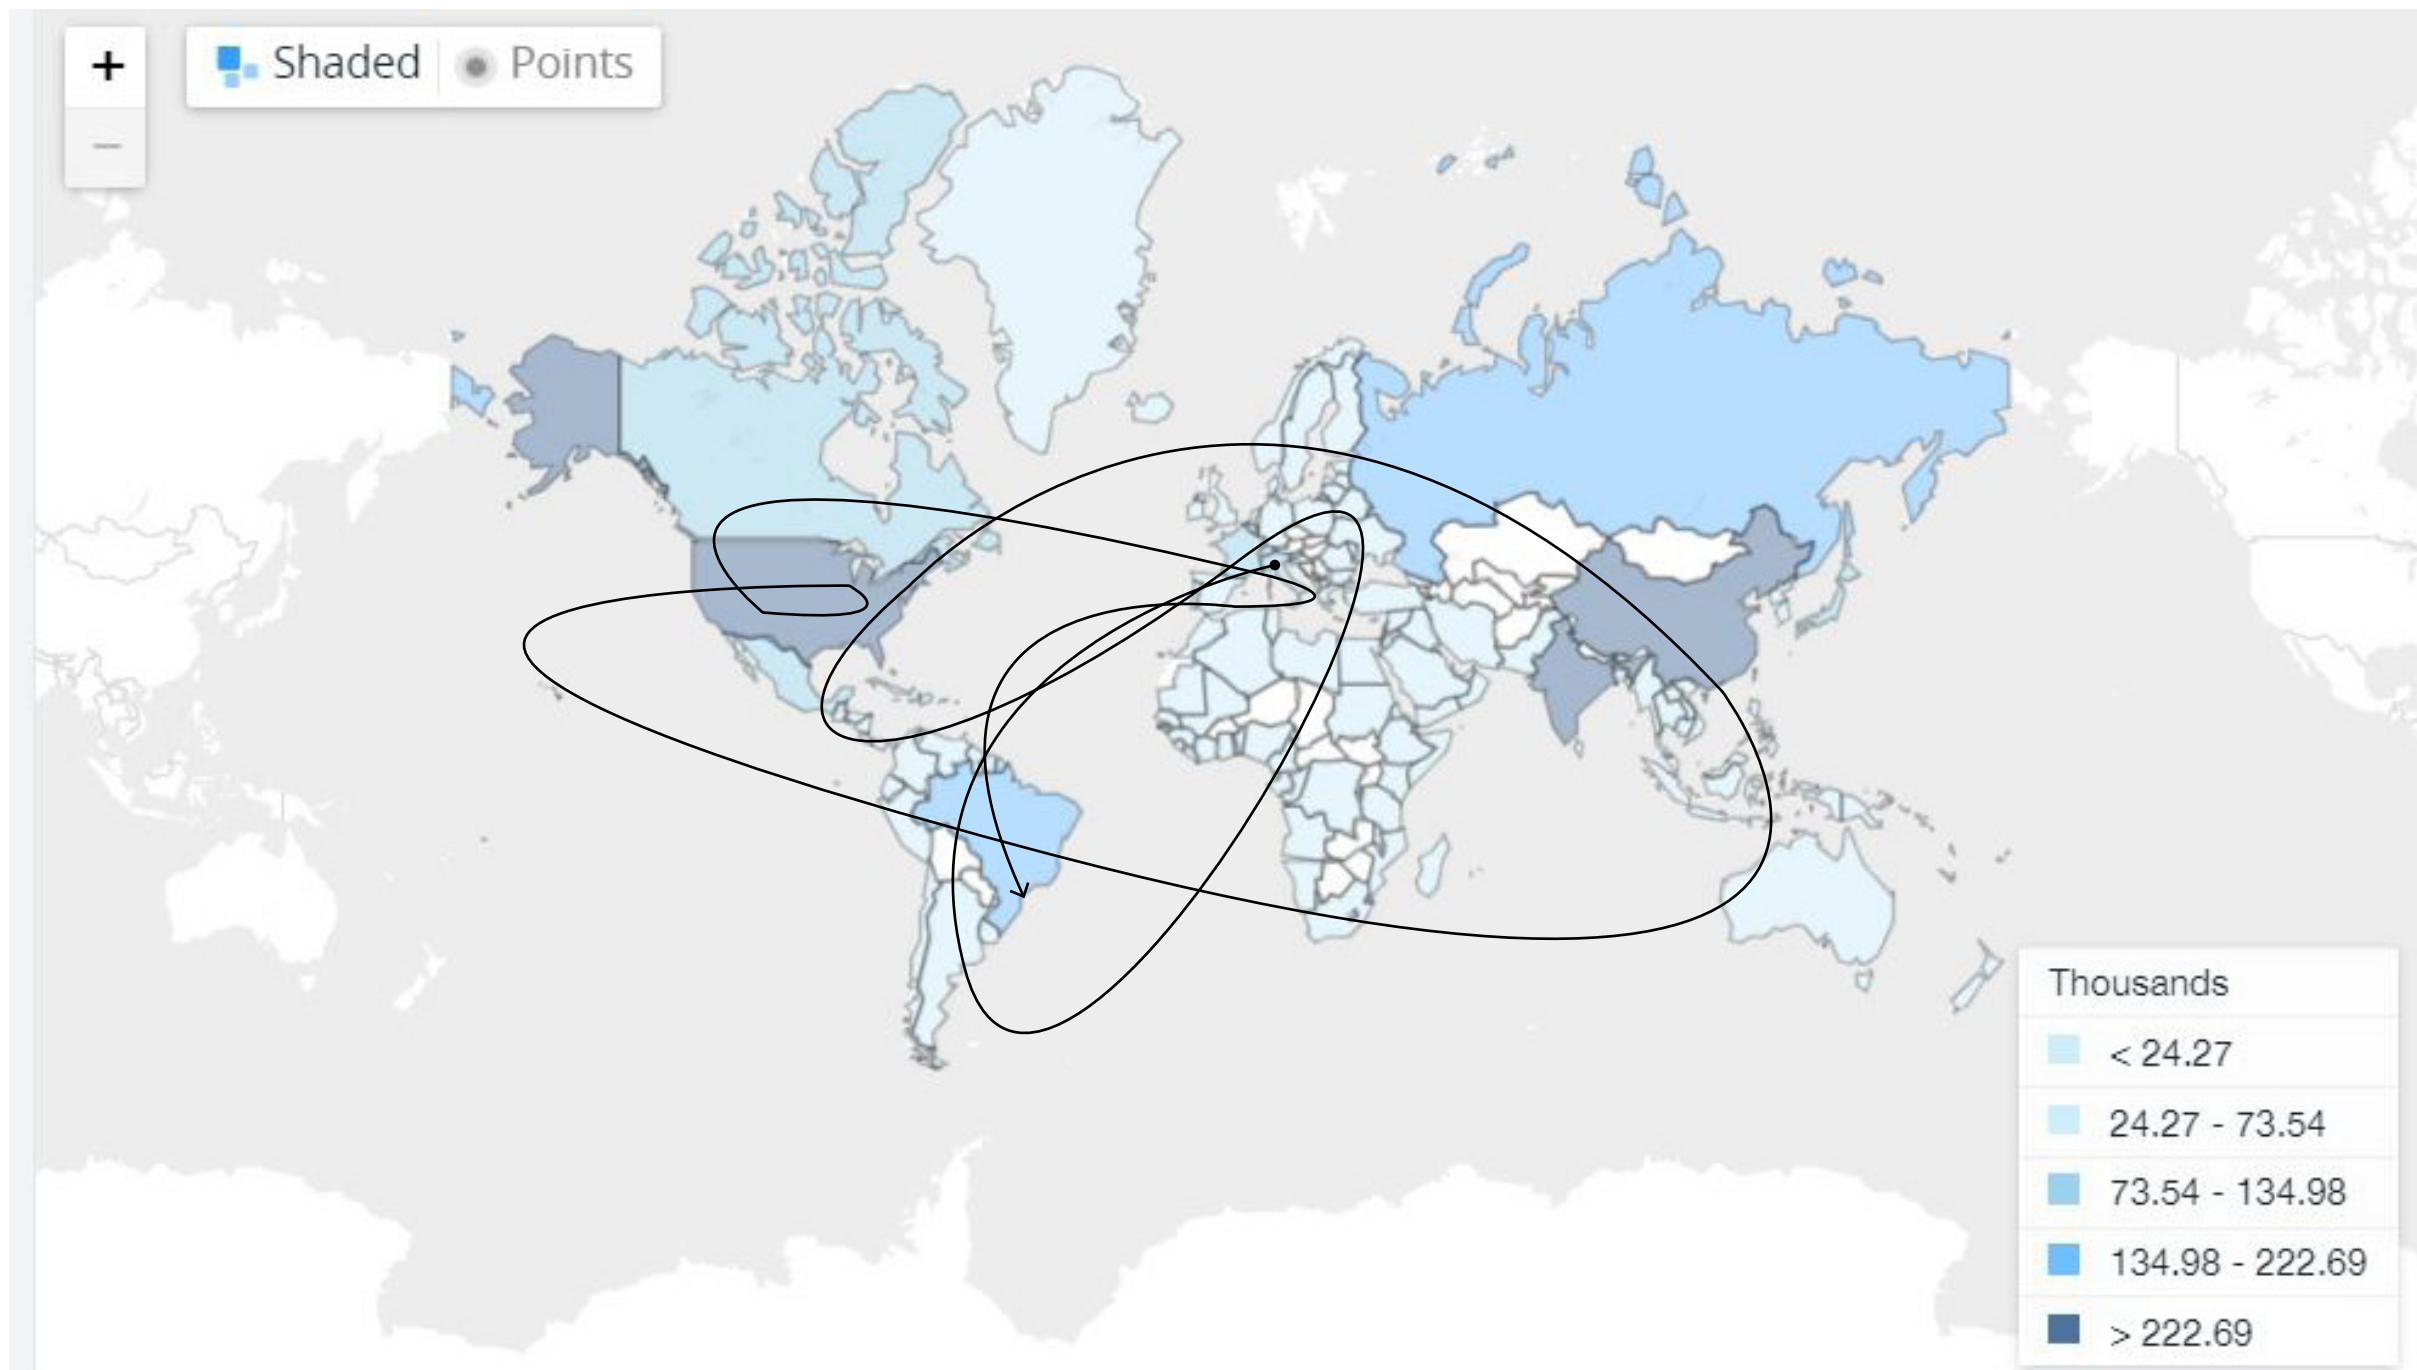 +
Shaded Points
−
Thousands
< 24.27
24.27 - 73.54
73.54 - 134.98
134.98 - 222.69
> 222.69